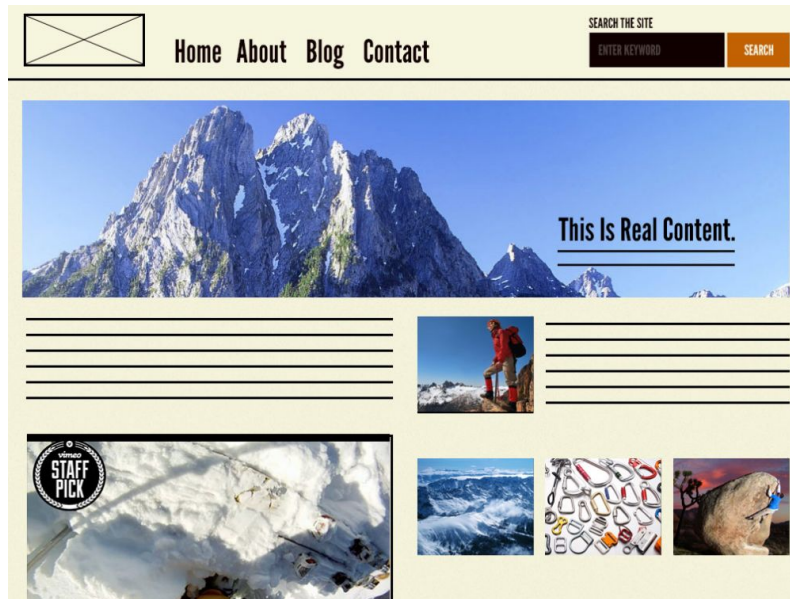 SEARCH THE SITE
Home About Blog Contact
ENTER KEYWORD
SEARCH
This Is Real Content.
vimeo
STAFF
PICK